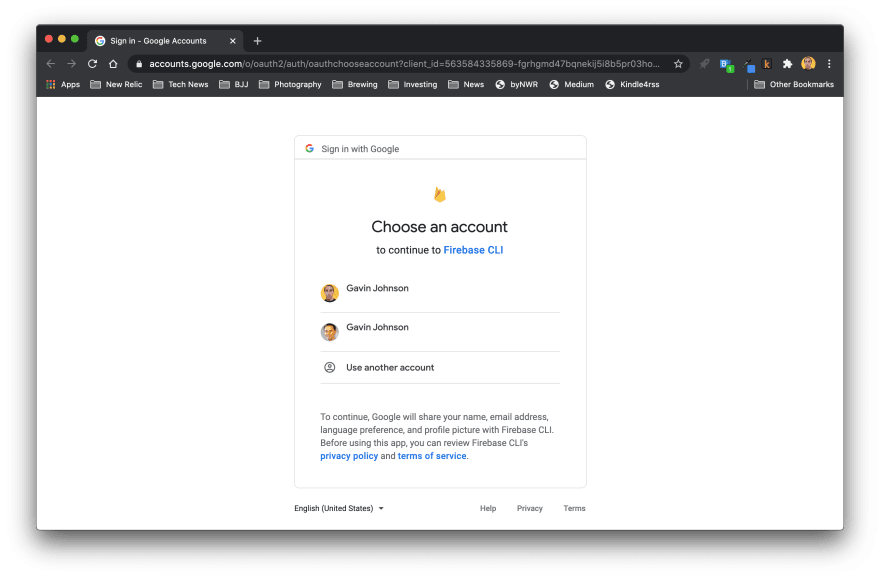 Sign in - Google Accounts
accounts.google.com/o/oauth2/auth/oauthchooseaccount?client_id=563584335869-fgrhgmd47bqnekij5i8b5pr03ho...
Apps New Relic Tech News BJJ Photography Brewing Investing News byNWR Medium Kindle4rss Other Bookmarks
Sign in with Google
Choose an account
to continue to Firebase CLI
Gavin Johnson
Gavin Johnson
Use another account
To continue, Google will share your name, email address,
language preference, and profile picture with Firebase CLI.
Before using this app, you can review Firebase CLI's
privacy policy and terms of service.
English (United States) Help Privacy Terms